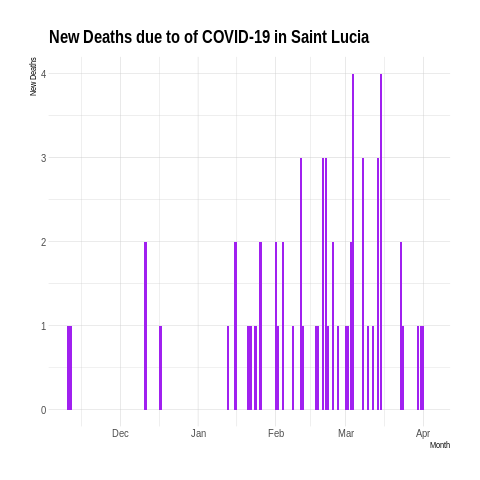 New Deaths due to of COVID-19 in Saint Lucia
New Deaths
4
3
2
1
0
Dec Jan Feb Mar Apr
Month